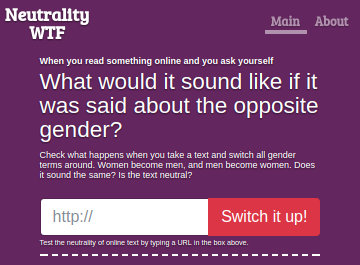 Neutrality
WTF
Main About
When you read something online and you ask yourself
What would it sound like if it
was said about the opposite
gender?
Check what happens when you take a text and switch all gender
terms around. Women become men, and men become women. Does
it sound the same? Is the text neutral?
http://
Switch it up!
Test the neutrality of online text by typing a URL in the box above.